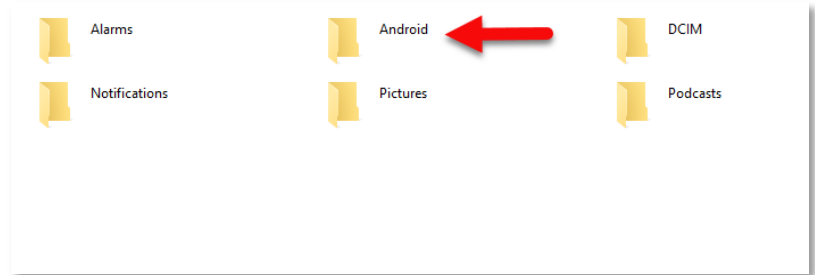 Alarms
Android
DCIM
Notifications
Pictures
Podcasts